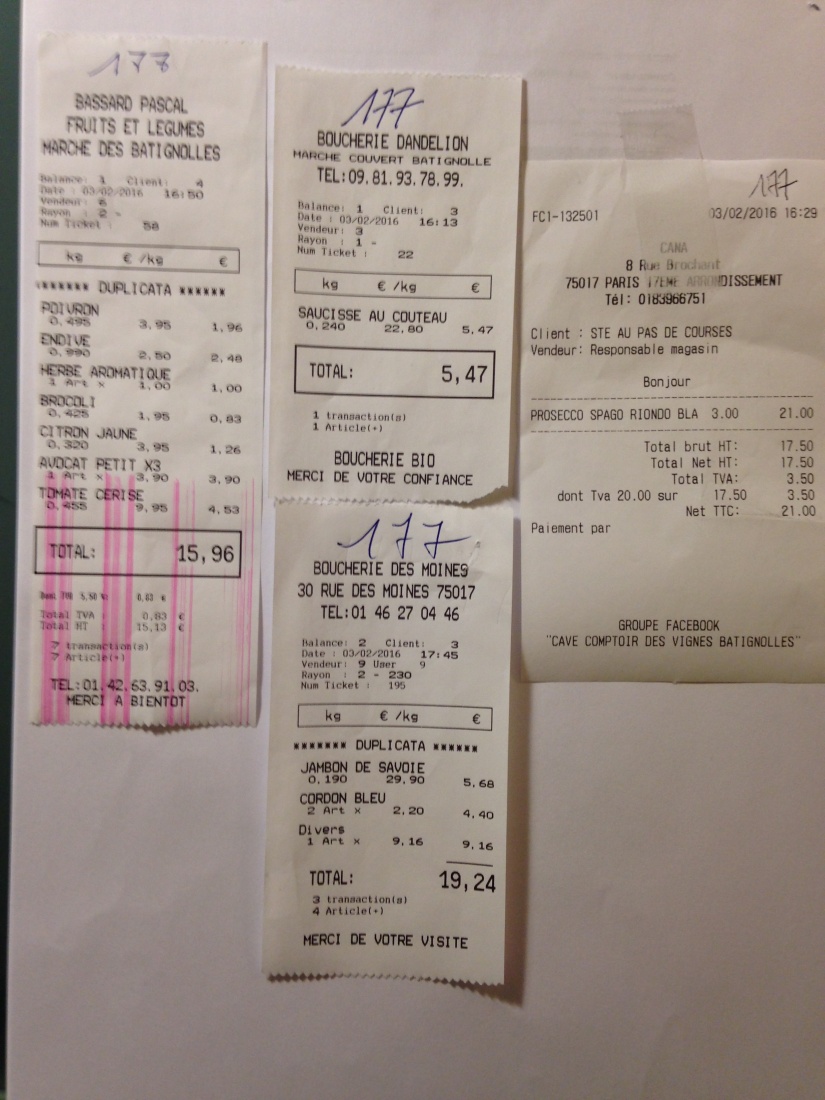 177
BASSARD PASCAL
FRUITS ET LEGUMES
MARCHE DES BATIGNOLLES
Balance: 1 Client: 4
Date : 03/02/2016 16:50
Vendeur: 6
Rayon : 2 -
Num Ticket : 58
kg € /kg €
******* DUPLICATA ******
POIVRON
0,495 3,95 1,96
ENDIVE
0,990 2,50 2,48
HERBE AROMATIQUE
1 Art x 1,00 1,00
BROCOLI
0,425 1,95 0,83
CITRON JAUNE
0,320 3,95 1,26
AVOCAT PETIT X3
1 Art x 3,90 3,90
TOMATE CERISE
0,455 9,95 4,53
TOTAL: 15,96
Dont TVA 5,50 %: 0,83 €
Total TVA : 0,83 €
Total HT : 15,13 €
7 transaction(s)
7 Article(+)
TEL:01.42.63.91.03.
MERCI A BIENTOT
177
BOUCHERIE DANDELION
MARCHE COUVERT BATIGNOLLE
TEL:09.81.93.78.99.
Balance: 1 Client: 3
Date : 03/02/2016 16:13
Vendeur: 3
Rayon : 1 -
Num Ticket : 22
kg € /kg €
SAUCISSE AU COUTEAU
0,240 22,80 5,47
TOTAL: 5,47
1 transaction(s)
1 Article(+)
BOUCHERIE BIO
MERCI DE VOTRE CONFIANCE
177
BOUCHERIE DES MOINES
30 RUE DES MOINES 75017
TEL:01 46 27 04 46
Balance: 2 Client: 3
Date : 03/02/2016 17:45
Vendeur: 9 User 9
Rayon : 2 - 230
Num Ticket : 195
kg € /kg €
******* DUPLICATA ******
JAMBON DE SAVOIE
0,190 29,90 5,68
CORDON BLEU
2 Art x 2,20 4,40
Divers
1 Art x 9,16 9,16
TOTAL: 19,24
3 transaction(s)
4 Article(+)
MERCI DE VOTRE VISITE
177
FC1-132501 03/02/2016 16:29
CANA
8 Rue Brochant
75017 PARIS 17EME ARRONDISSEMENT
Tél: 0183966751
Client : STE AU PAS DE COURSES
Vendeur: Responsable magasin
Bonjour
PROSECCO SPAGO RIONDO BLA 3.00 21.00
Total brut HT: 17.50
Total Net HT: 17.50
Total TVA: 3.50
dont Tva 20.00 sur 17.50 3.50
Net TTC: 21.00
Paiement par
GROUPE FACEBOOK
"CAVE COMPTOIR DES VIGNES BATIGNOLLES"